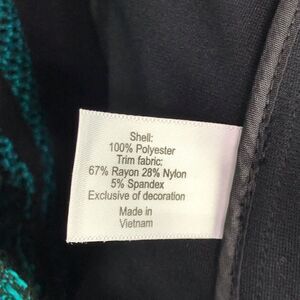 Shell:
100% Polyester
Trim fabric:
67% Rayon 28% Nylon
5% Spandex
Exclusive of decoration
Made in
Vietnam